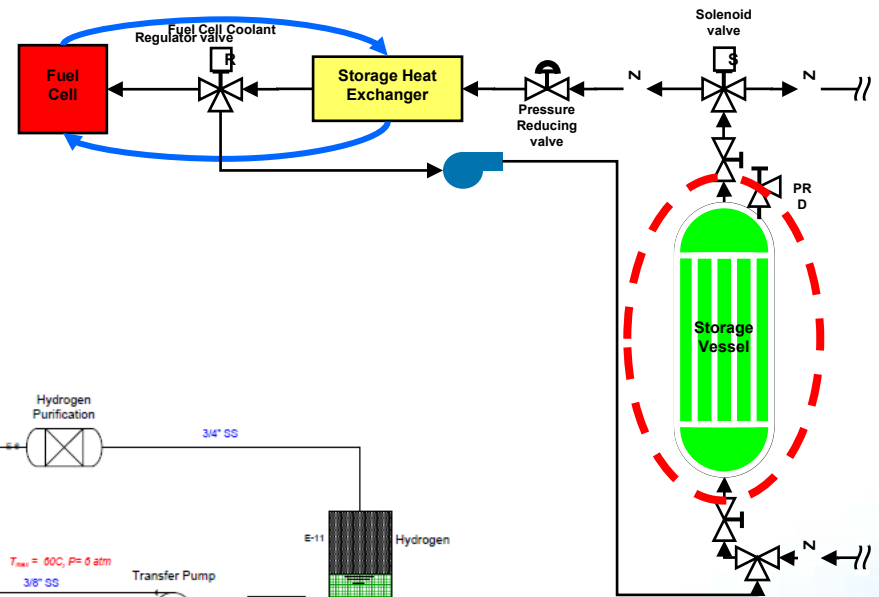 Solenoid
valve
Fuel Cell Coolant
Regulator valve
R
S
Fuel
Cell
Storage Heat
Exchanger
N
N
Pressure
Reducing
valve
PR
D
Storage
Vessel
Hydrogen
Purification
3/4" SS
E-11
Hydrogen
N
Tmax = 60C, P= 6 atm
3/8" SS
Transfer Pump